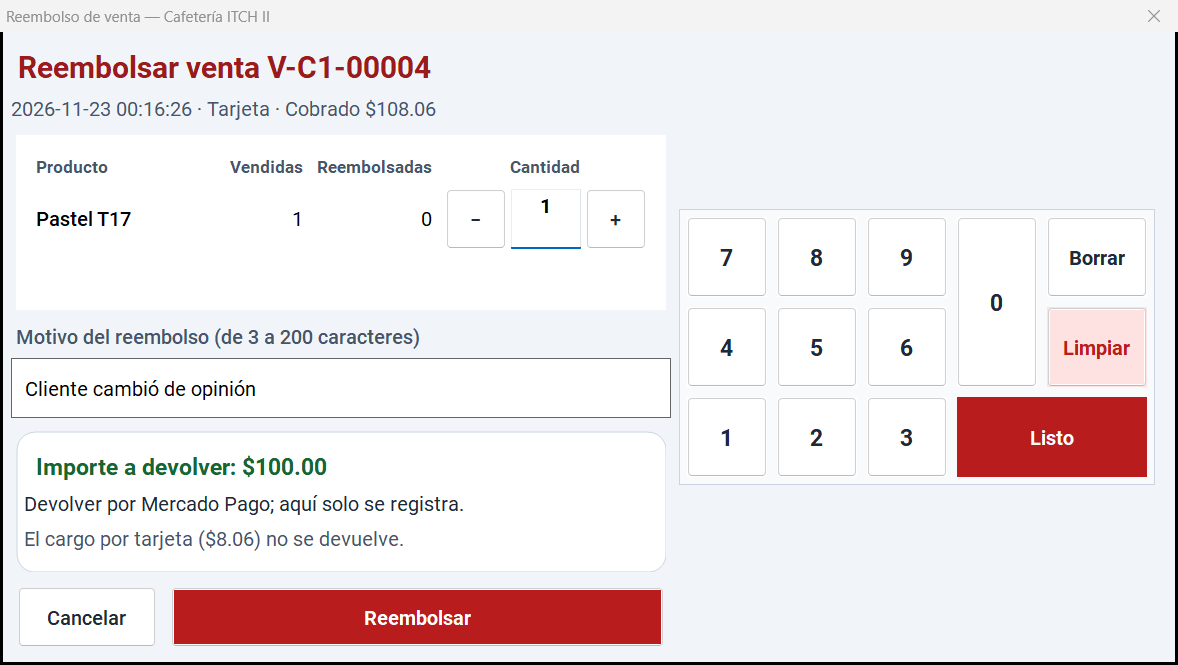 Reembolso de venta — Cafetería ITCH II
Reembolsar venta V-C1-00004
2026-11-23 00:16:26 · Tarjeta · Cobrado $108.06
Producto Vendidas Reembolsadas Cantidad
Pastel T17 1 0 − 1 +
Motivo del reembolso (de 3 a 200 caracteres)
Cliente cambió de opinión
Importe a devolver: $100.00
Devolver por Mercado Pago; aquí solo se registra.
El cargo por tarjeta ($8.06) no se devuelve.
Cancelar Reembolsar
7 8 9 0 Borrar
4 5 6 Limpiar
1 2 3 Listo